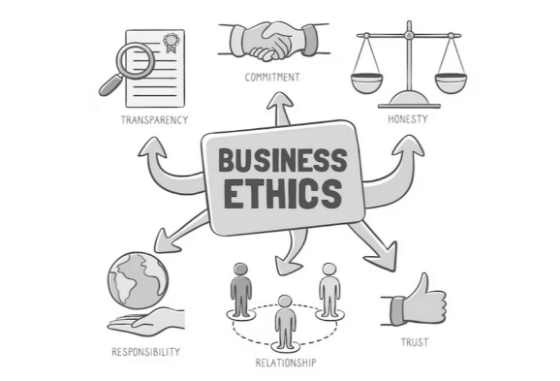 COMMITMENT
TRANSPARENCY
HONESTY
BUSINESS
ETHICS
RESPONSIBILITY
RELATIONSHIP
TRUST